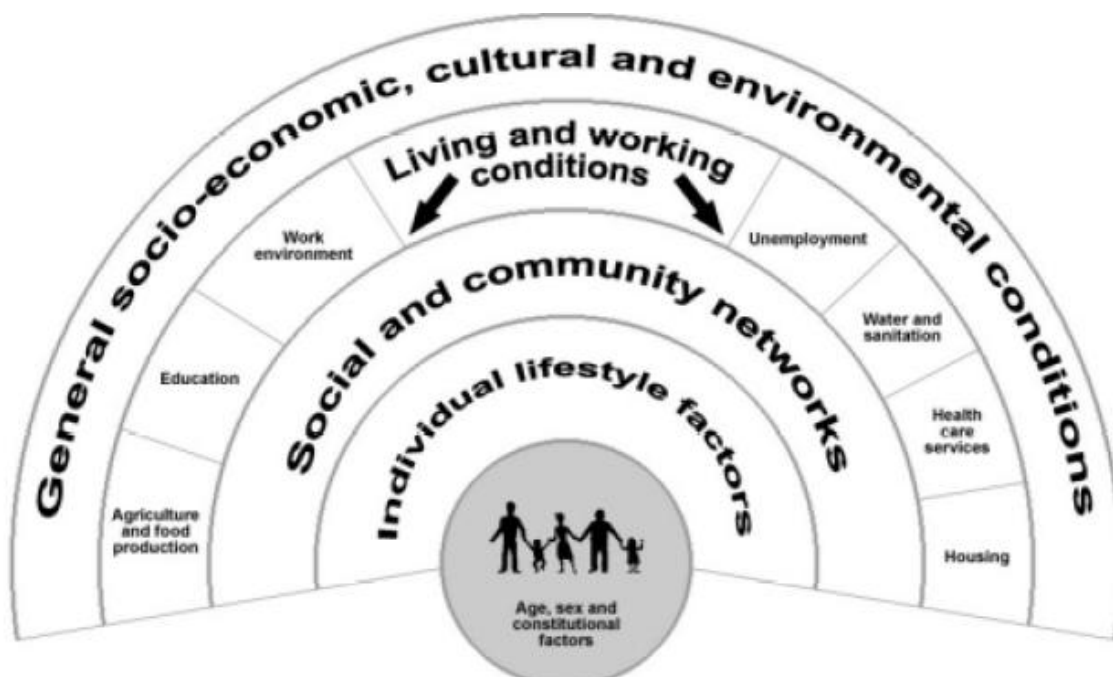 General socio-economic, cultural and environmental conditions
Living and working
conditions
Work
environment
Unemployment
Education
Water and
sanitation
Agriculture
and food
production
Health
care
services
Housing
Social and community networks
Individual lifestyle factors
Age, sex and
constitutional
factors